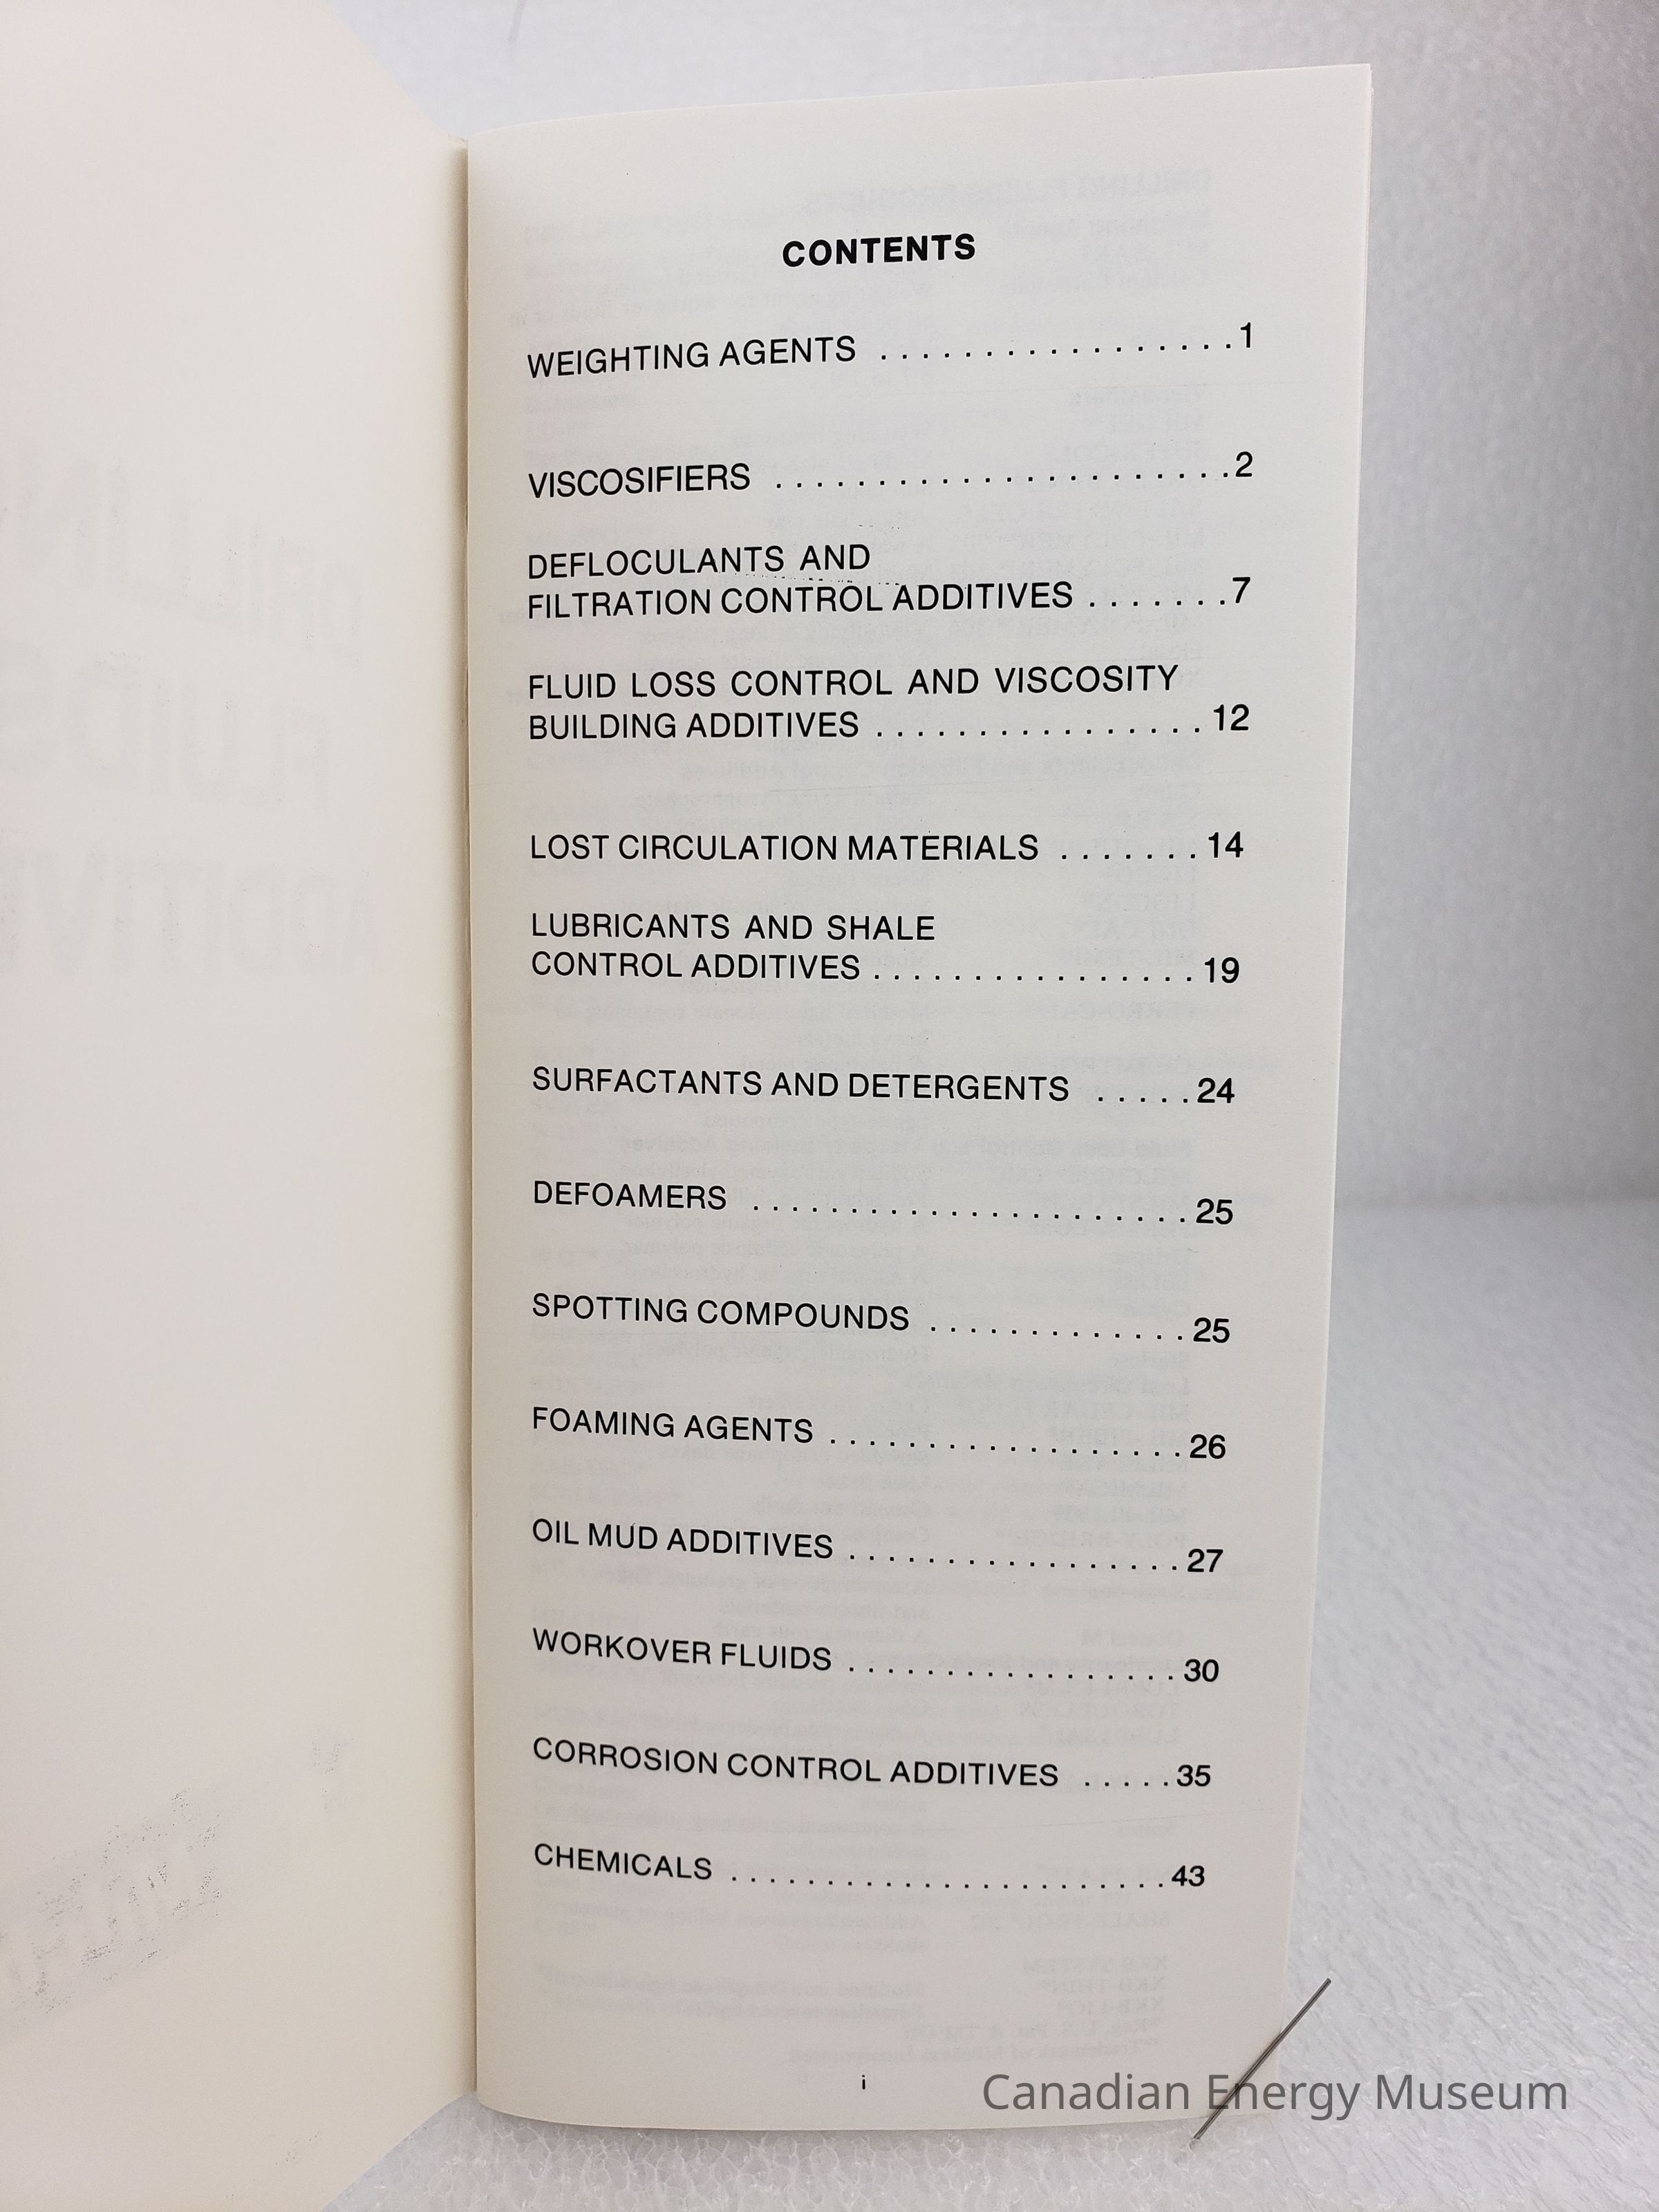 CONTENTS
WEIGHTING AGENTS . . . . . . . . . . . . . . . . . 1
VISCOSIFIERS . . . . . . . . . . . . . . . . . . . . . . 2
DEFLOCULANTS AND
FILTRATION CONTROL ADDITIVES . . . . . . . 7
FLUID LOSS CONTROL AND VISCOSITY
BUILDING ADDITIVES . . . . . . . . . . . . . . . . 12
LOST CIRCULATION MATERIALS . . . . . . . 14
LUBRICANTS AND SHALE
CONTROL ADDITIVES . . . . . . . . . . . . . . . . 19
SURFACTANTS AND DETERGENTS . . . . . 24
DEFOAMERS . . . . . . . . . . . . . . . . . . . . . . 25
SPOTTING COMPOUNDS . . . . . . . . . . . . . 25
FOAMING AGENTS . . . . . . . . . . . . . . . . . . 26
OIL MUD ADDITIVES . . . . . . . . . . . . . . . . . 27
WORKOVER FLUIDS . . . . . . . . . . . . . . . . . 30
CORROSION CONTROL ADDITIVES . . . . . 35
CHEMICALS . . . . . . . . . . . . . . . . . . . . . . . 43
i
Canadian Energy Museum